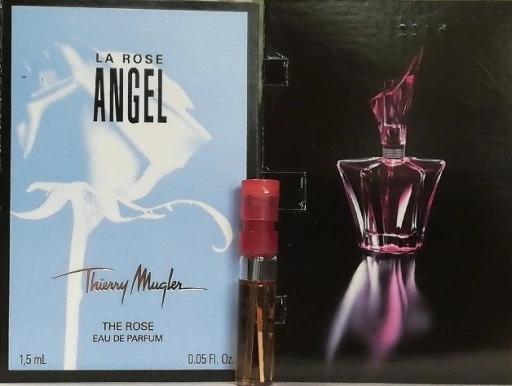 LA ROSE
ANGEL
Thierry Mugler
THE ROSE
EAU DE PARFUM
1,5 mL
0.05 Fl. Oz.